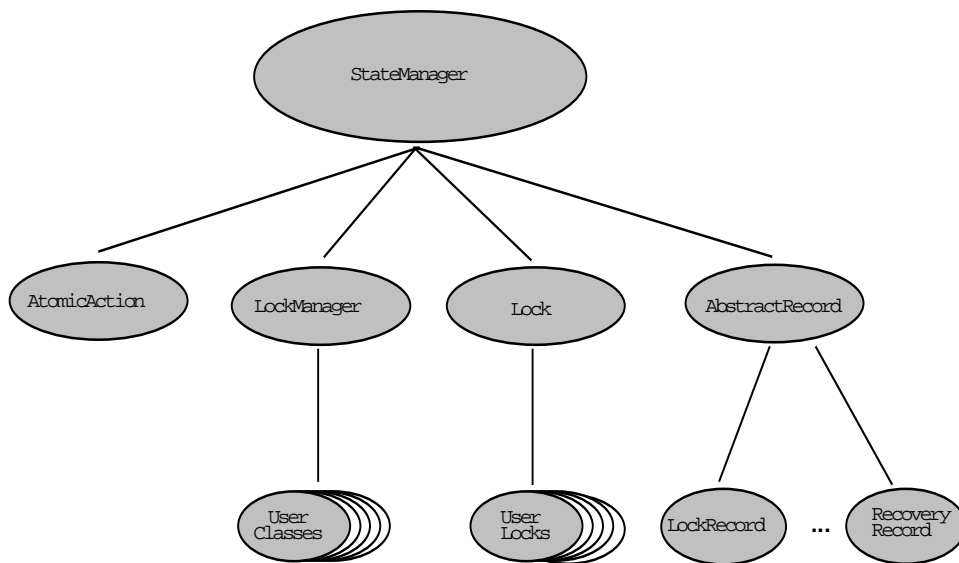 StateManager
AtomicAction
LockManager
Lock
AbstractRecord
User
Classes
User
Locks
LockRecord
...
Recovery
Record